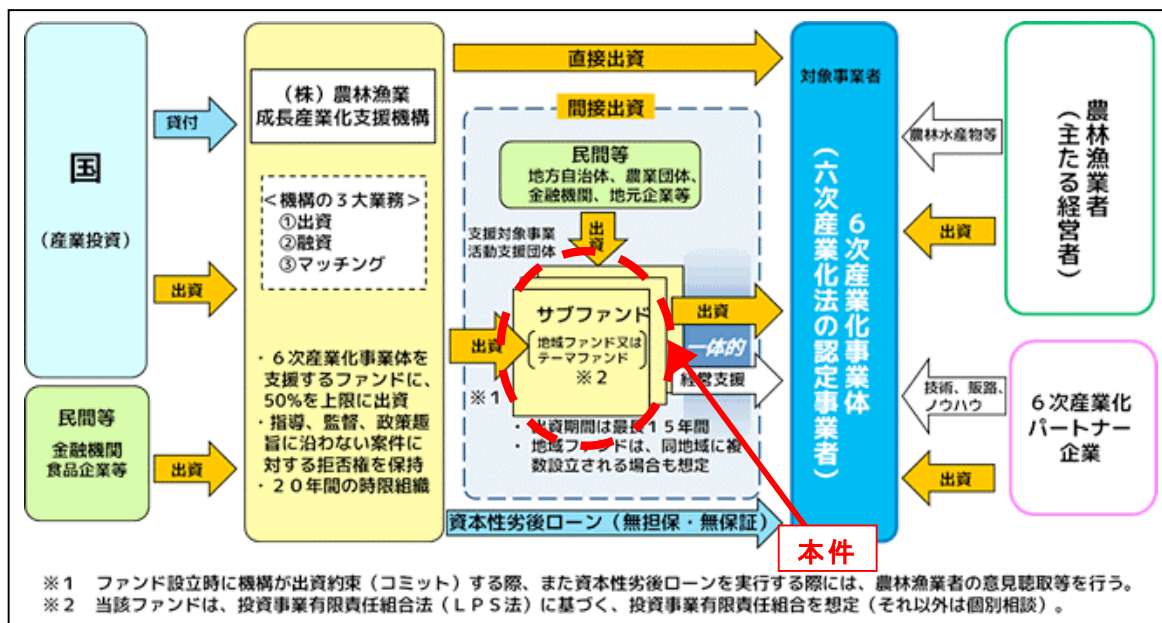 国
(産業投資)
民間等
金融機関
食品企業等
貸付
出資
出資
(株)農林漁業
成長産業化支援機構
<機構の3大業務>
①出資
②融資
③マッチング
・6次産業化事業体を
支援するファンドに、
50%を上限に出資
・指導、監督、政策趣
旨に沿わない案件に
対する拒否権を保持
・20年間の時限組織
直接出資
間接出資
民間等
地方自治体、農業団体、
金融機関、地元企業等
出資
支援対象事業
活動支援団体
出資
※1
サブファンド
地域ファンド又は
テーマファンド
※2
出資
一体的
経営支援
・出資期間は最長15年間
・地域ファンドは、同地域に複
数設立される場合も想定
資本性劣後ローン(無担保・無保証)
対象事業者
6次産業化事業体
(六次産業化法の認定事業者)
農林水産物等
出資
技術、販路、
ノウハウ
出資
農林漁業者
(主たる経営者)
6次産業化
パートナー
企業
本件
※1 ファンド設立時に機構が出資約束(コミット)する際、また資本性劣後ローンを実行する際には、農林漁業者の意見聴取等を行う。
※2 当該ファンドは、投資事業有限責任組合法(LPS法)に基づく、投資事業有限責任組合を想定(それ以外は個別相談)。